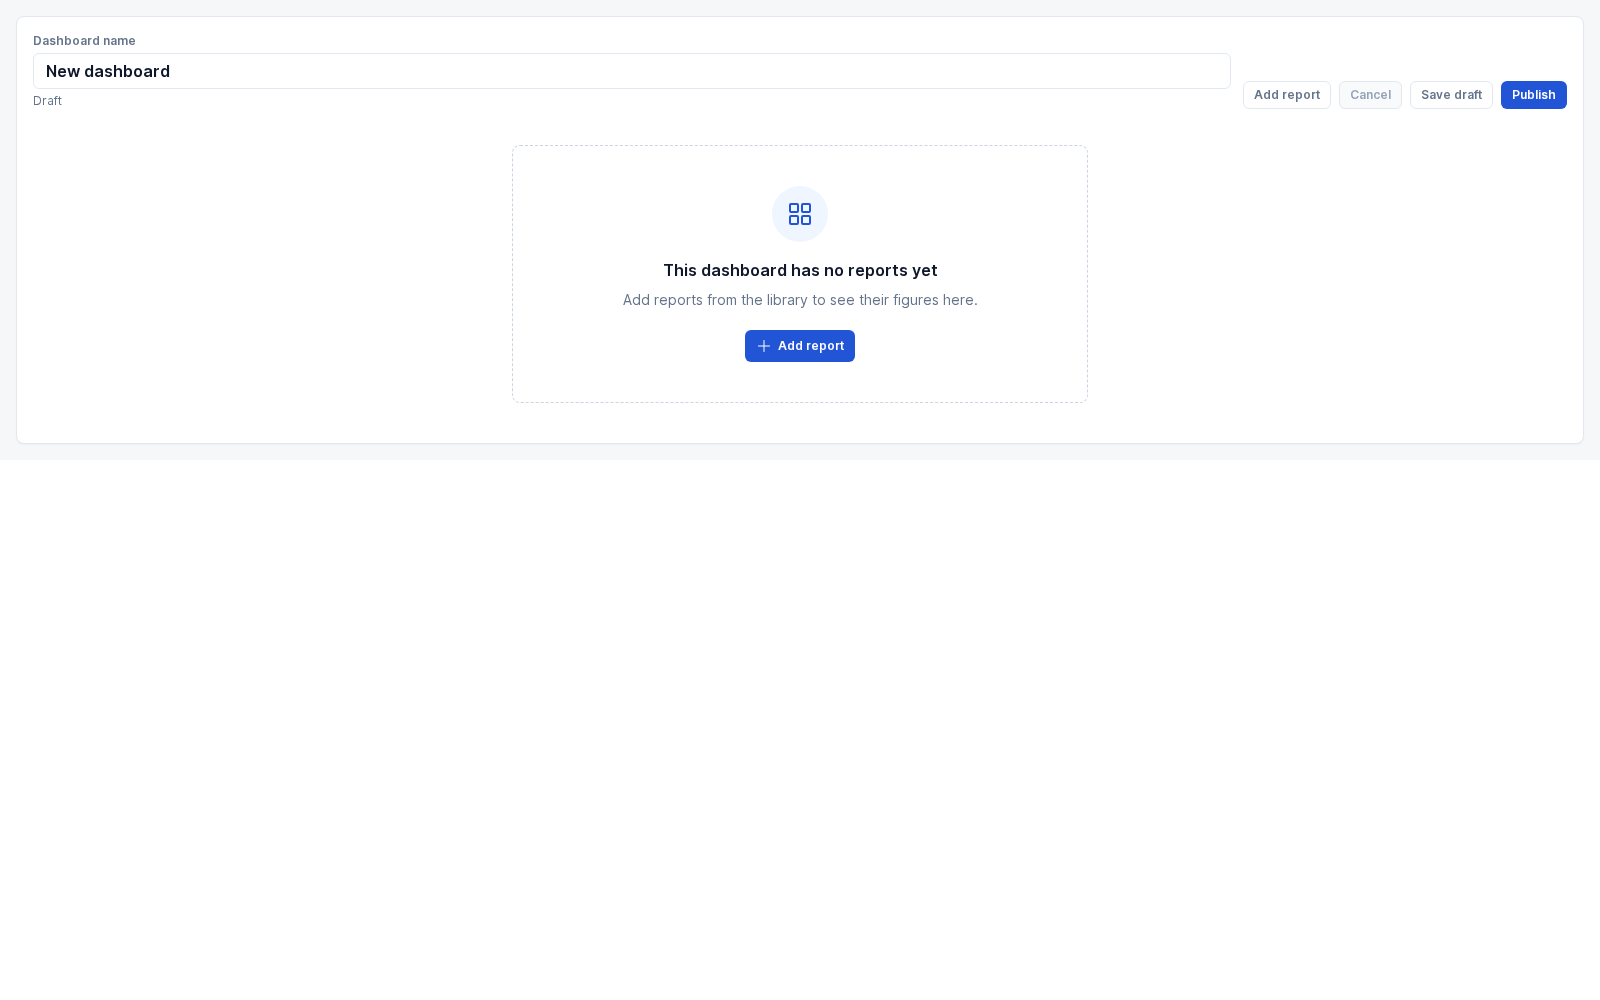 Dashboard name
New dashboard
Draft
Add report
Cancel
Save draft
Publish
This dashboard has no reports yet
Add reports from the library to see their figures here.
Add report